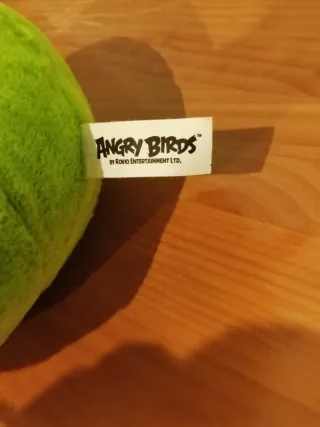 ANGRY BIRDS™
BY ROVIO ENTERTAINMENT LTD.